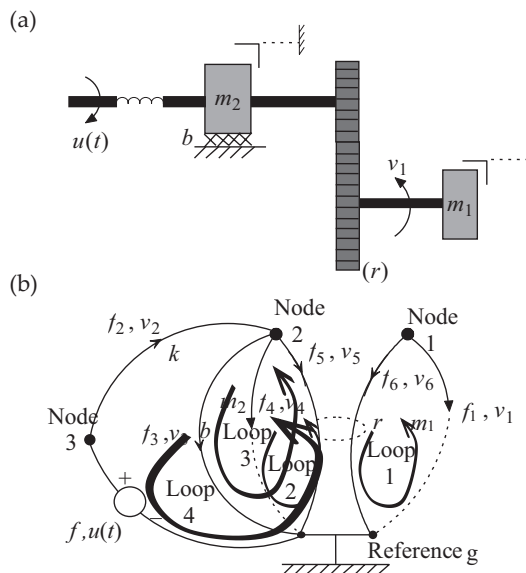 (a)
m₂
u(t)
b
v₁
m₁
(r)
(b)
Node
2
Node
1
f₂, v₂
k
f₅, v₅
f₆, v₆
f₁, v₁
Node
3
f₃, v
b
m₂
f₄, v₄
r
m₁
Loop
3
Loop
2
Loop
1
Loop
4
+
−
f, u(t)
Reference g